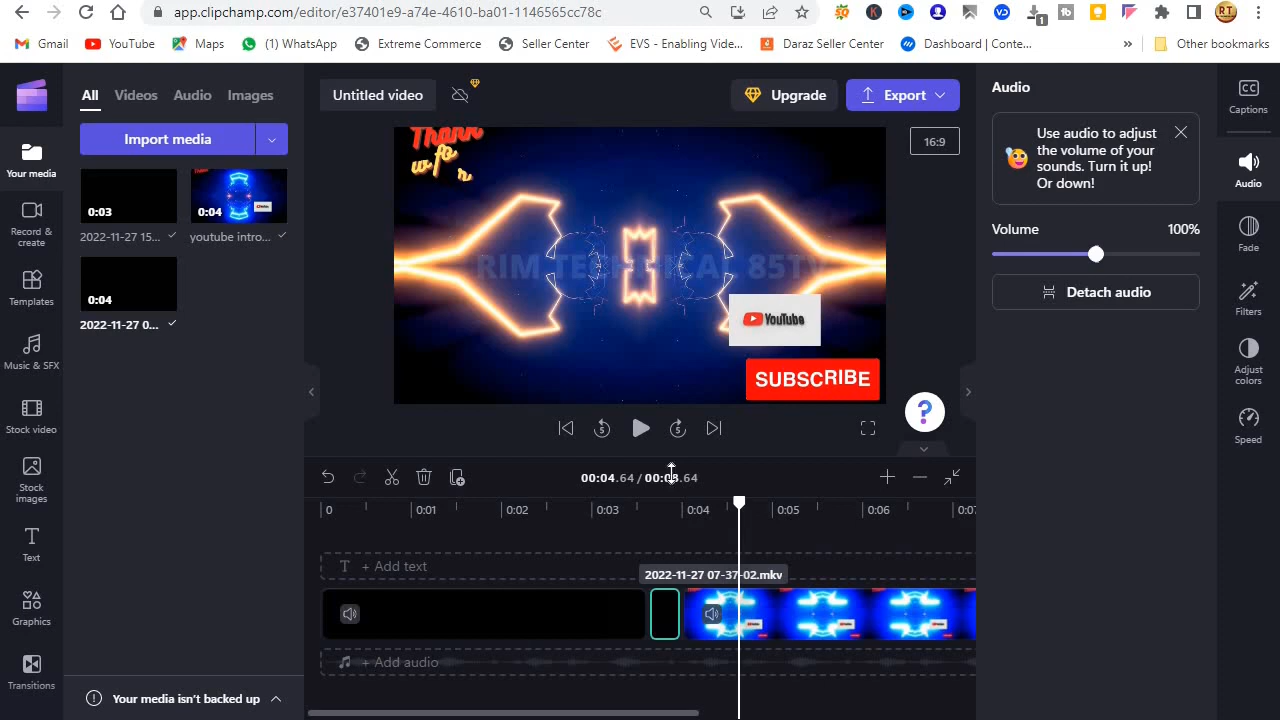 app.clipchamp.com/editor/e37401e9-a74e-4610-ba01-1146565cc78c
Gmail
YouTube
Maps
(1) WhatsApp
Extreme Commerce
Seller Center
EVS - Enabling Vide...
Daraz Seller Center
Dashboard | Conte...
»
Other bookmarks
All
Videos
Audio
Images
Untitled video
Upgrade
Export
Audio
Captions
Import media
16:9
Use audio to adjust
the volume of your
sounds. Turn it up!
Or down!
Your media
0:03
0:04
2022-11-27 15...
youtube intro...
Audio
Record &
create
Volume
100%
Fade
RIM TECHNICAL 85TV
Templates
0:04
Detach audio
Filters
2022-11-27 0...
YouTube
Music & SFX
SUBSCRIBE
Adjust
colors
Stock video
5
5
?
Speed
Stock
images
00:04.64 / 00:08.64
0
0:01
0:02
0:03
0:04
0:05
0:06
0:07
Text
T + Add text
2022-11-27 07-37-02.mkv
Graphics
+ Add audio
Transitions
Your media isn't backed up